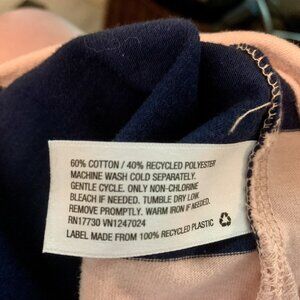 60% COTTON / 40% RECYCLED POLYESTER
MACHINE WASH COLD SEPARATELY.
GENTLE CYCLE. ONLY NON-CHLORINE
BLEACH IF NEEDED. TUMBLE DRY LOW.
REMOVE PROMPTLY. WARM IRON IF NEEDED.
RN17730 VN1247024
LABEL MADE FROM 100% RECYCLED PLASTIC